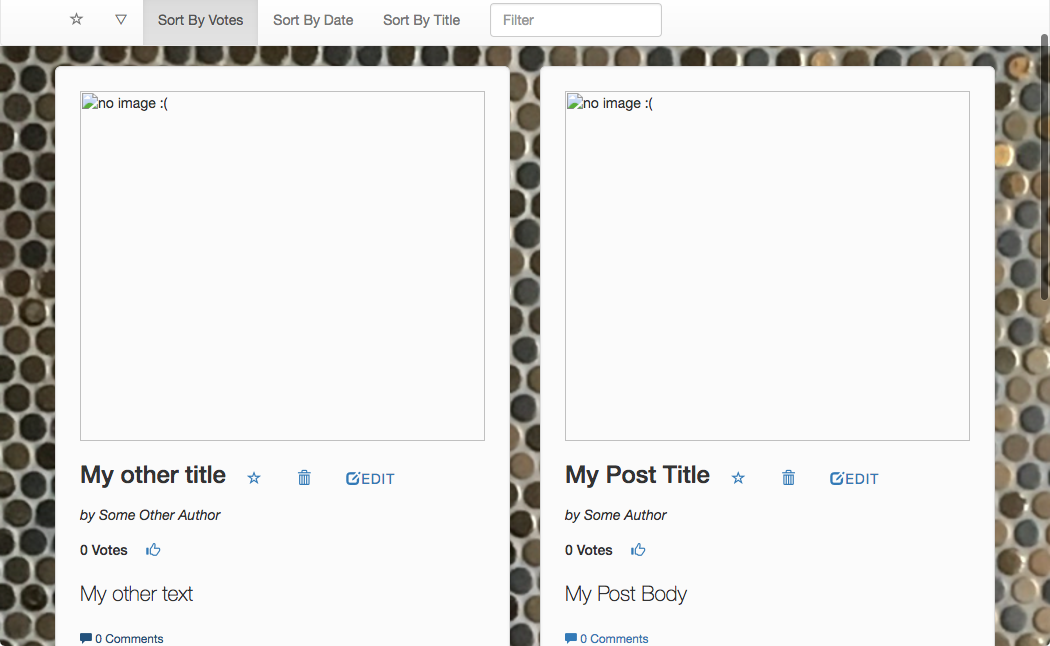 Sort By Votes Sort By Date Sort By Title Filter
no image :(
My other title EDIT
by Some Other Author
0 Votes
My other text
0 Comments
no image :(
My Post Title EDIT
by Some Author
0 Votes
My Post Body
0 Comments